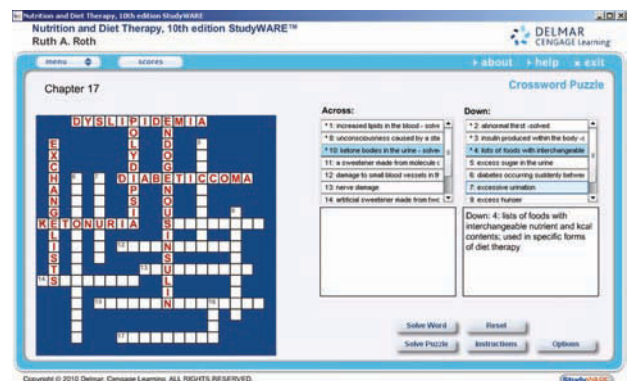 Nutrition and Diet Therapy, 10th edition StudyWARE
Nutrition and Diet Therapy, 10th edition StudyWARE™
Ruth A. Roth
DELMAR
CENGAGE Learning
menu
scores
about
help
x exit
Chapter 17
Crossword Puzzle
DYSLIPIDEMIA
POLYDIPSIA
ENDOGENOUSINSULIN
EXCHANGELISTS
DIABETICCOMA
KETONURIA
Across:
* 1: increased lipids in the blood - solve
* 8: unconsciousness caused by a sta
* 10: ketone bodies in the urine - solve
11: a sweetener made from molecule c
12: damage to small blood vessels in th
13: nerve damage
14: artificial sweetener made from two
Down:
* 2: abnormal thirst -solved
* 3: insulin produced within the body -s
* 4: lists of foods with interchangeable
5: excess sugar in the urine
6: diabetes occurring suddenly betwee
7: excessive urination
9: excess hunger
Down: 4: lists of foods with
interchangeable nutrient and kcal
contents; used in specific forms
of diet therapy
Solve Word
Reset
Solve Puzzle
Instructions
Options
Copyright © 2010 Delmar, Cengage Learning. ALL RIGHTS RESERVED.
StudyWARE